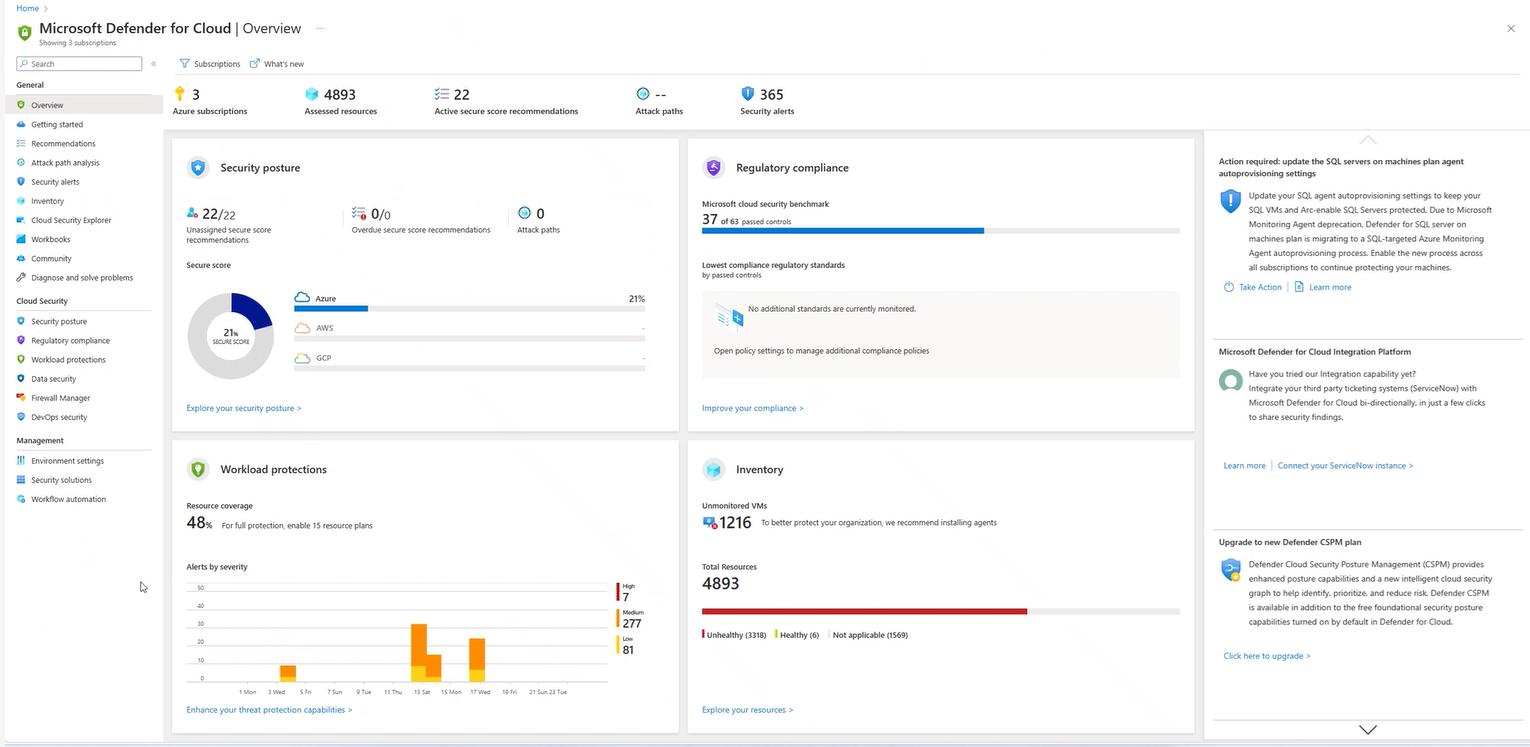 Home >
Microsoft Defender for Cloud | Overview ...
Showing 3 subscriptions
Search
«
Subscriptions
What's new
General
Overview
Getting started
Recommendations
Attack path analysis
Security alerts
Inventory
Cloud Security Explorer
Workbooks
Community
Diagnose and solve problems
Cloud Security
Security posture
Regulatory compliance
Workload protections
Data security
Firewall Manager
DevOps security
Management
Environment settings
Security solutions
Workflow automation
3
Azure subscriptions
4893
Assessed resources
22
Active secure score recommendations
--
Attack paths
365
Security alerts
Security posture
22/22
Unassigned secure score
recommendations
0/0
Overdue secure score recommendations
0
Attack paths
Secure score
21%
SECURE SCORE
Azure 21%
AWS -
GCP -
Explore your security posture >
Regulatory compliance
Microsoft cloud security benchmark
37 of 63 passed controls
Lowest compliance regulatory standards
by passed controls
No additional standards are currently monitored.
Open policy settings to manage additional compliance policies
Improve your compliance >
Workload protections
Resource coverage
48% For full protection, enable 15 resource plans
Alerts by severity
50
40
30
20
10
0
1 Mon 3 Wed 5 Fri 7 Sun 9 Tue 11 Thu 13 Sat 15 Mon 17 Wed 19 Fri 21 Sun 23 Tue
High
7
Medium
277
Low
81
Enhance your threat protection capabilities >
Inventory
Unmonitored VMs
1216 To better protect your organization, we recommend installing agents
Total Resources
4893
Unhealthy (3318) Healthy (6) Not applicable (1569)
Explore your resources >
Action required: update the SQL servers on machines plan agent
autoprovisioning settings
Update your SQL agent autoprovisioning settings to keep your
SQL VMs and Arc-enable SQL Servers protected. Due to Microsoft
Monitoring Agent deprecation, Defender for SQL server on
machines plan is migrating to a SQL-targeted Azure Monitoring
Agent autoprovisioning process. Enable the new process across
all subscriptions to continue protecting your machines.
Take Action | Learn more
Microsoft Defender for Cloud Integration Platform
Have you tried our Integration capability yet?
Integrate your third party ticketing systems (ServiceNow) with
Microsoft Defender for Cloud bi-directionally, in just a few clicks
to share security findings.
Learn more | Connect your ServiceNow instance >
Upgrade to new Defender CSPM plan
Defender Cloud Security Posture Management (CSPM) provides
enhanced posture capabilities and a new intelligent cloud security
graph to help identify, prioritize, and reduce risk. Defender CSPM
is available in addition to the free foundational security posture
capabilities turned on by default in Defender for Cloud.
Click here to upgrade >